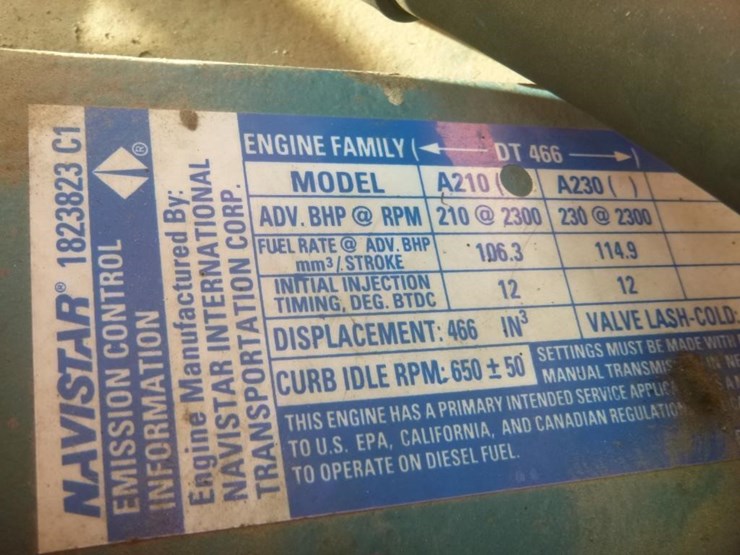 NAVISTAR® 1823823 C1
EMISSION CONTROL
INFORMATION
®
Engine Manufactured By:
NAVISTAR INTERNATIONAL
TRANSPORTATION CORP.
ENGINE FAMILY ( DT 466 )
MODEL A210 ( A230 ( )
ADV. BHP @ RPM 210 @ 2300 230 @ 2300
FUEL RATE @ ADV. BHP
mm³/.STROKE 106.3 114.9
INITIAL INJECTION
TIMING, DEG. BTDC 12 12
DISPLACEMENT: 466 IN³ VALVE LASH-COLD:
CURB IDLE RPM: 650 ± 50 SETTINGS MUST BE MADE WITH
MANUAL TRANSMIS
THIS ENGINE HAS A PRIMARY INTENDED SERVICE APPLIC
TO U.S. EPA, CALIFORNIA, AND CANADIAN REGULATIO
TO OPERATE ON DIESEL FUEL.